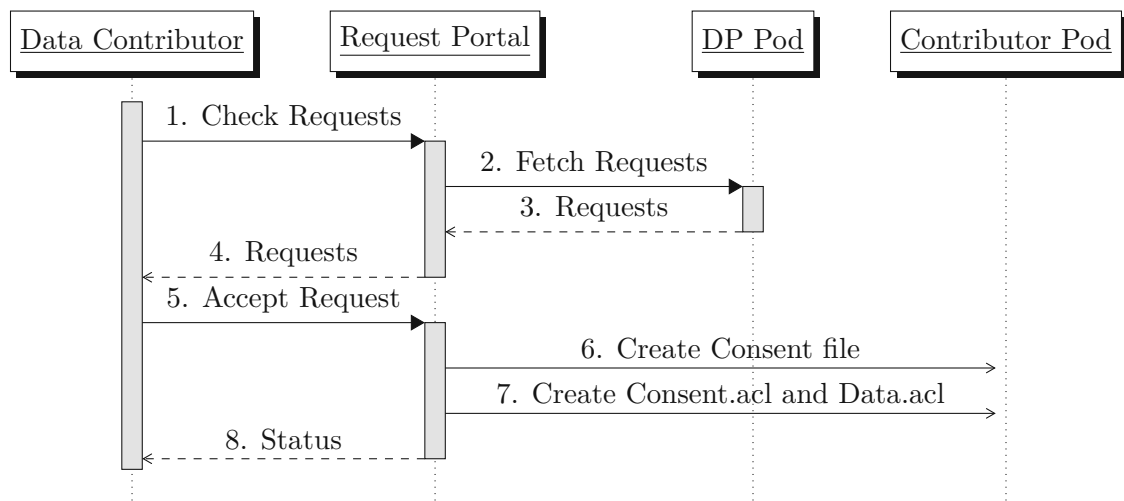 Data Contributor
Request Portal
DP Pod
Contributor Pod
1. Check Requests
2. Fetch Requests
3. Requests
4. Requests
5. Accept Request
6. Create Consent file
7. Create Consent.acl and Data.acl
8. Status